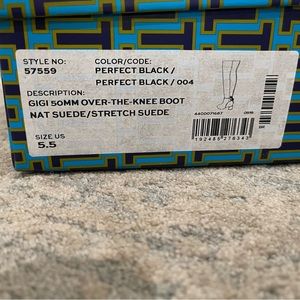 STYLE NO:
57559
COLOR/CODE:
PERFECT BLACK /
PERFECT BLACK / 004
DESCRIPTION:
GIGI 50MM OVER-THE-KNEE BOOT
NAT SUEDE/STRETCH SUEDE
SIZE US
5.5
4400071667